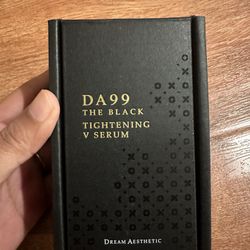 DA99
THE BLACK
TIGHTENING
V SERUM
DREAM AESTHETIC